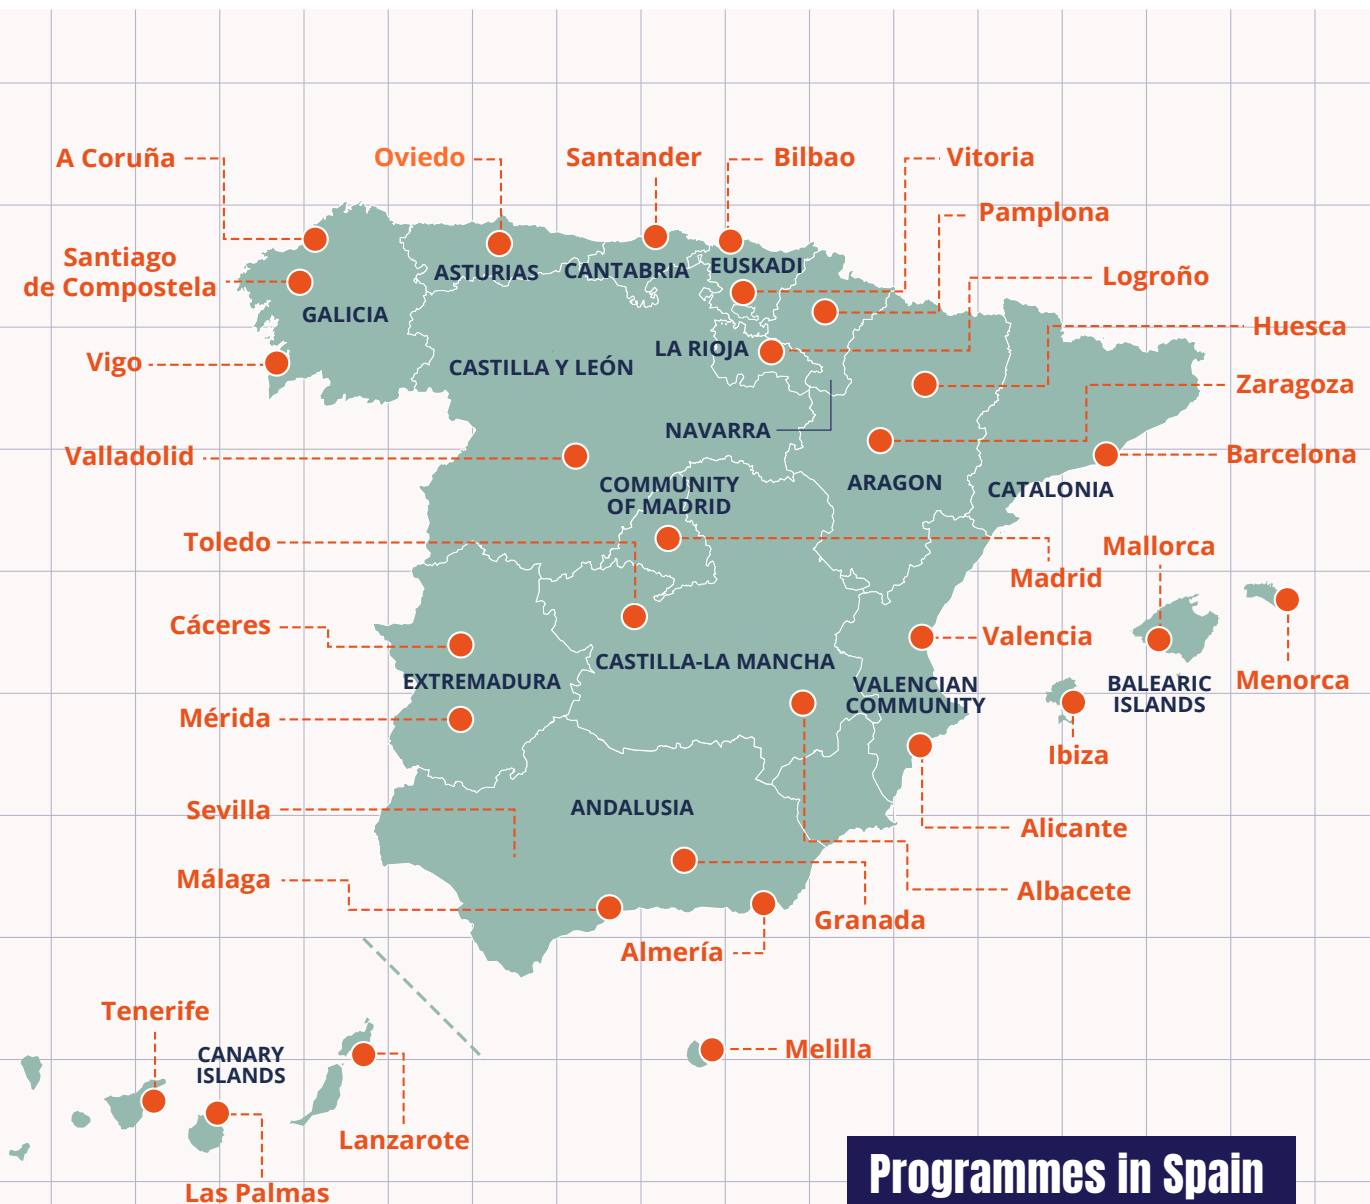 A Coruña
Oviedo
Santander
Bilbao
Vitoria
Pamplona
Santiago
de Compostela
ASTURIAS
CANTABRIA
EUSKADI
Logroño
GALICIA
Huesca
Vigo
CASTILLA Y LEÓN
LA RIOJA
Zaragoza
NAVARRA
Valladolid
Barcelona
COMMUNITY
OF MADRID
ARAGON
CATALONIA
Toledo
Mallorca
Madrid
Cáceres
Valencia
CASTILLA-LA MANCHA
EXTREMADURA
VALENCIAN
COMMUNITY
BALEARIC
ISLANDS
Menorca
Mérida
Ibiza
Sevilla
ANDALUSIA
Alicante
Málaga
Albacete
Granada
Almería
Tenerife
CANARY
ISLANDS
Melilla
Lanzarote
Las Palmas
Programmes in Spain